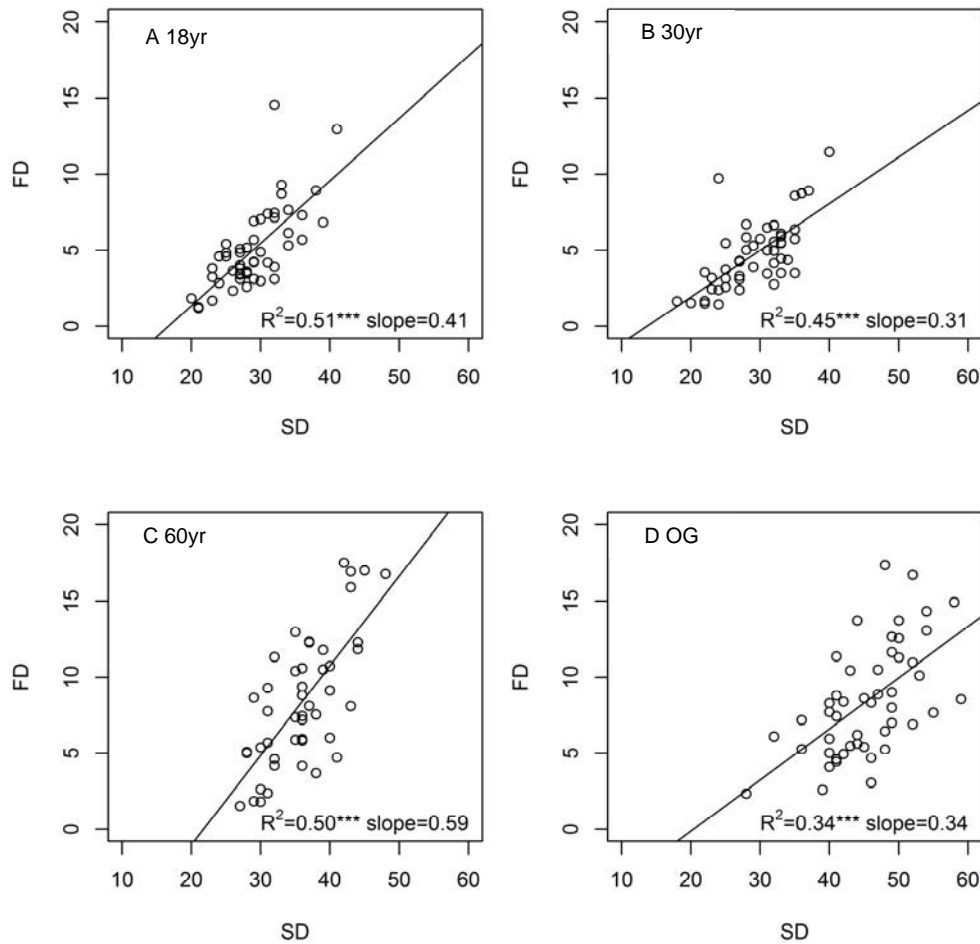 A 18yr
20
15
10
5
0
FD
R²=0.51*** slope=0.41
10 20 30 40 50 60
SD
B 30yr
20
15
10
5
0
FD
R²=0.45*** slope=0.31
10 20 30 40 50 60
SD
C 60yr
20
15
10
5
0
FD
R²=0.50*** slope=0.59
10 20 30 40 50 60
SD
D OG
20
15
10
5
0
FD
R²=0.34*** slope=0.34
10 20 30 40 50 60
SD